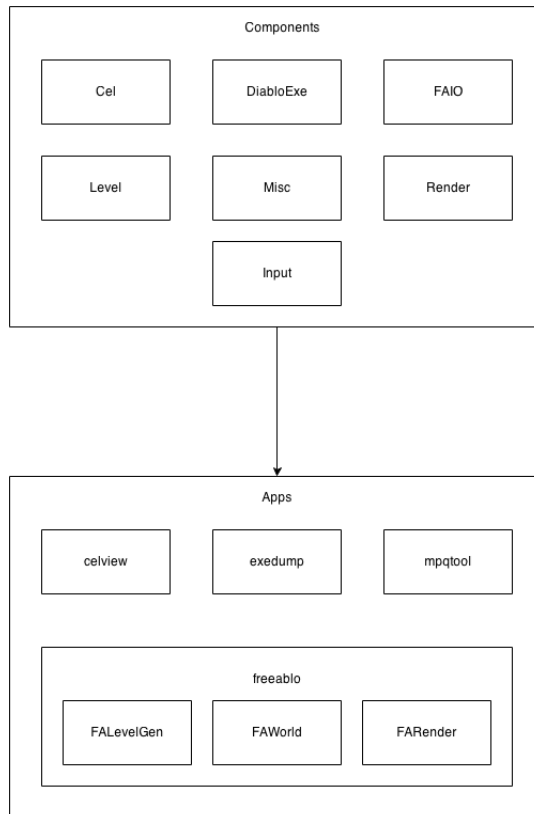 Components
Cel
DiabloExe
FAIO
Level
Misc
Render
Input
Apps
celview
exedump
mpqtool
freeablo
FALevelGen
FAWorld
FARender